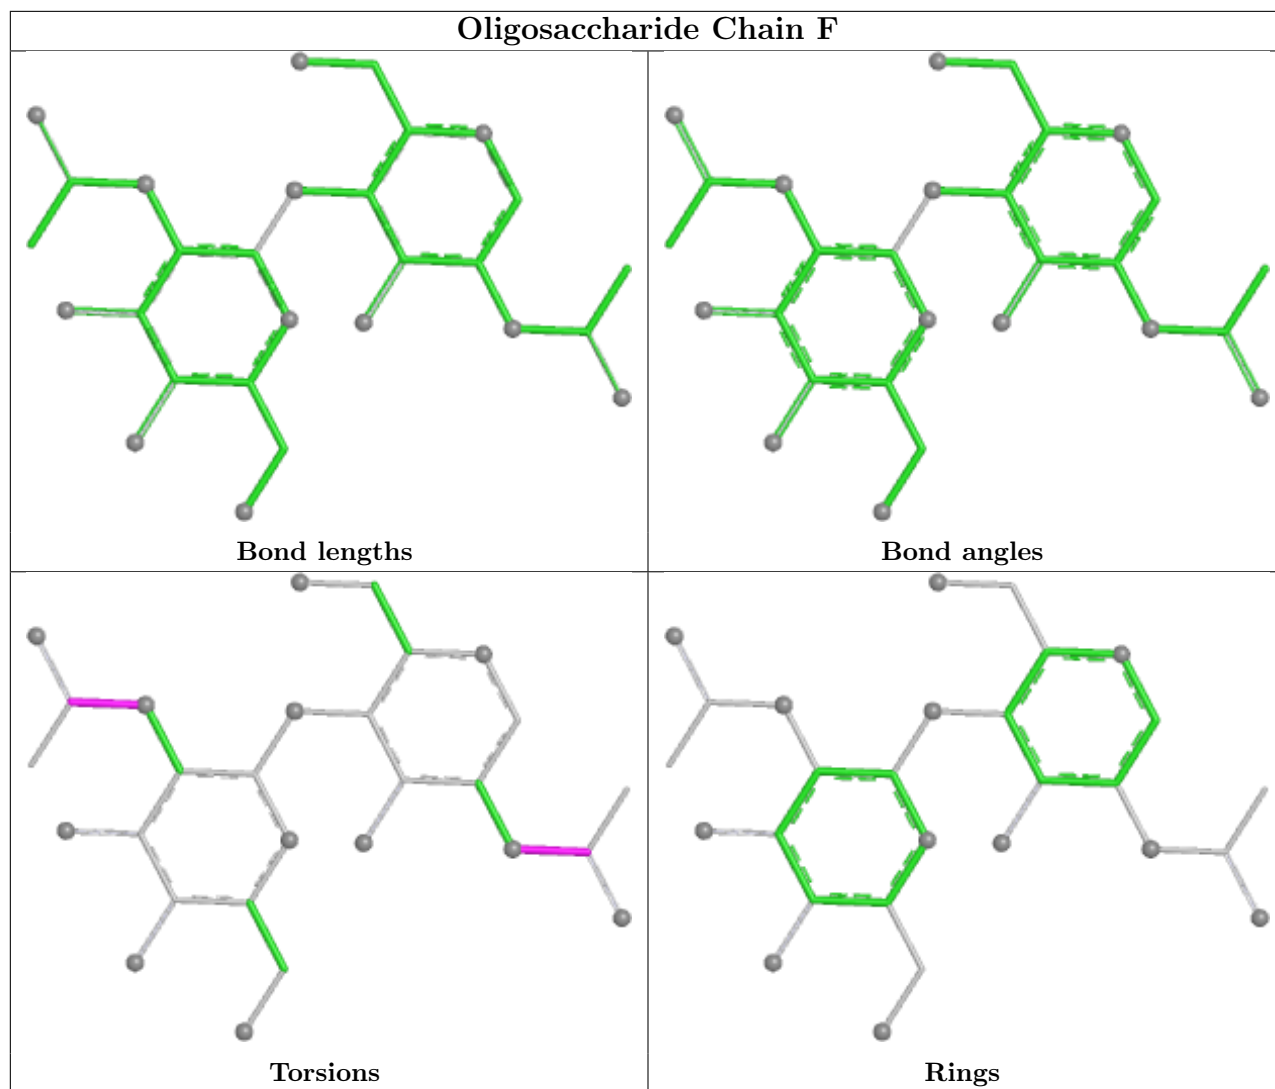 Oligosaccharide Chain F
Bond lengths
Bond angles
Torsions
Rings